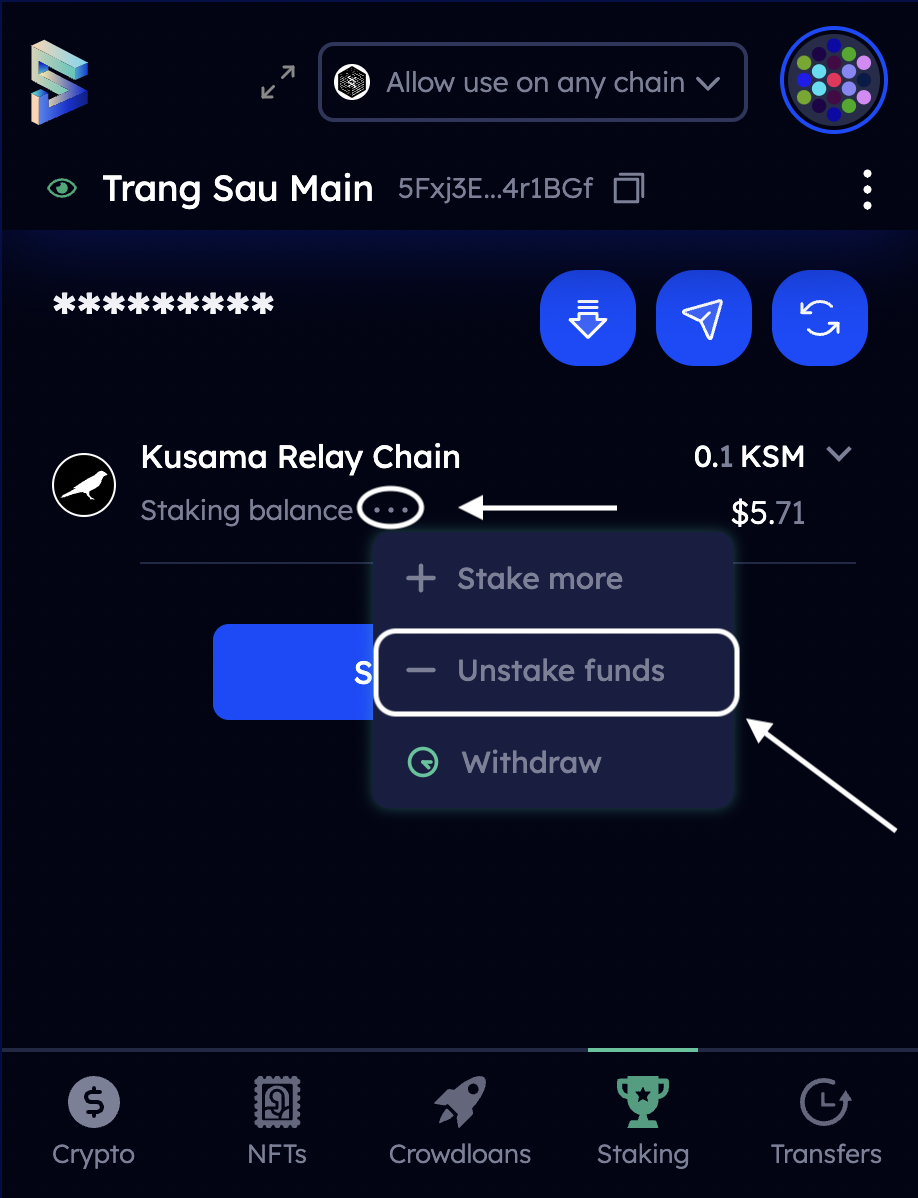 Allow use on any chain
Trang Sau Main 5Fxj3E...4r1BGf
*********
Kusama Relay Chain 0.1 KSM
Staking balance ... $5.71
Stake more
S
Unstake funds
Withdraw
Crypto NFTs Crowdloans Staking Transfers